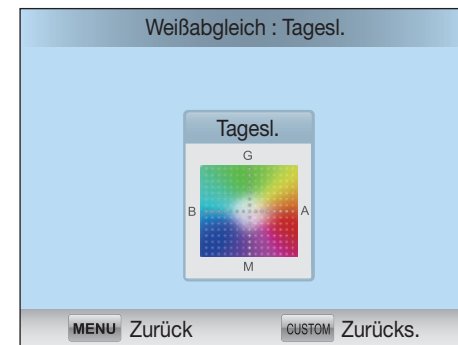 Weißabgleich : Tagesl.
Tagesl.
G
B A
M
MENU Zurück CUSTOM Zurücks.